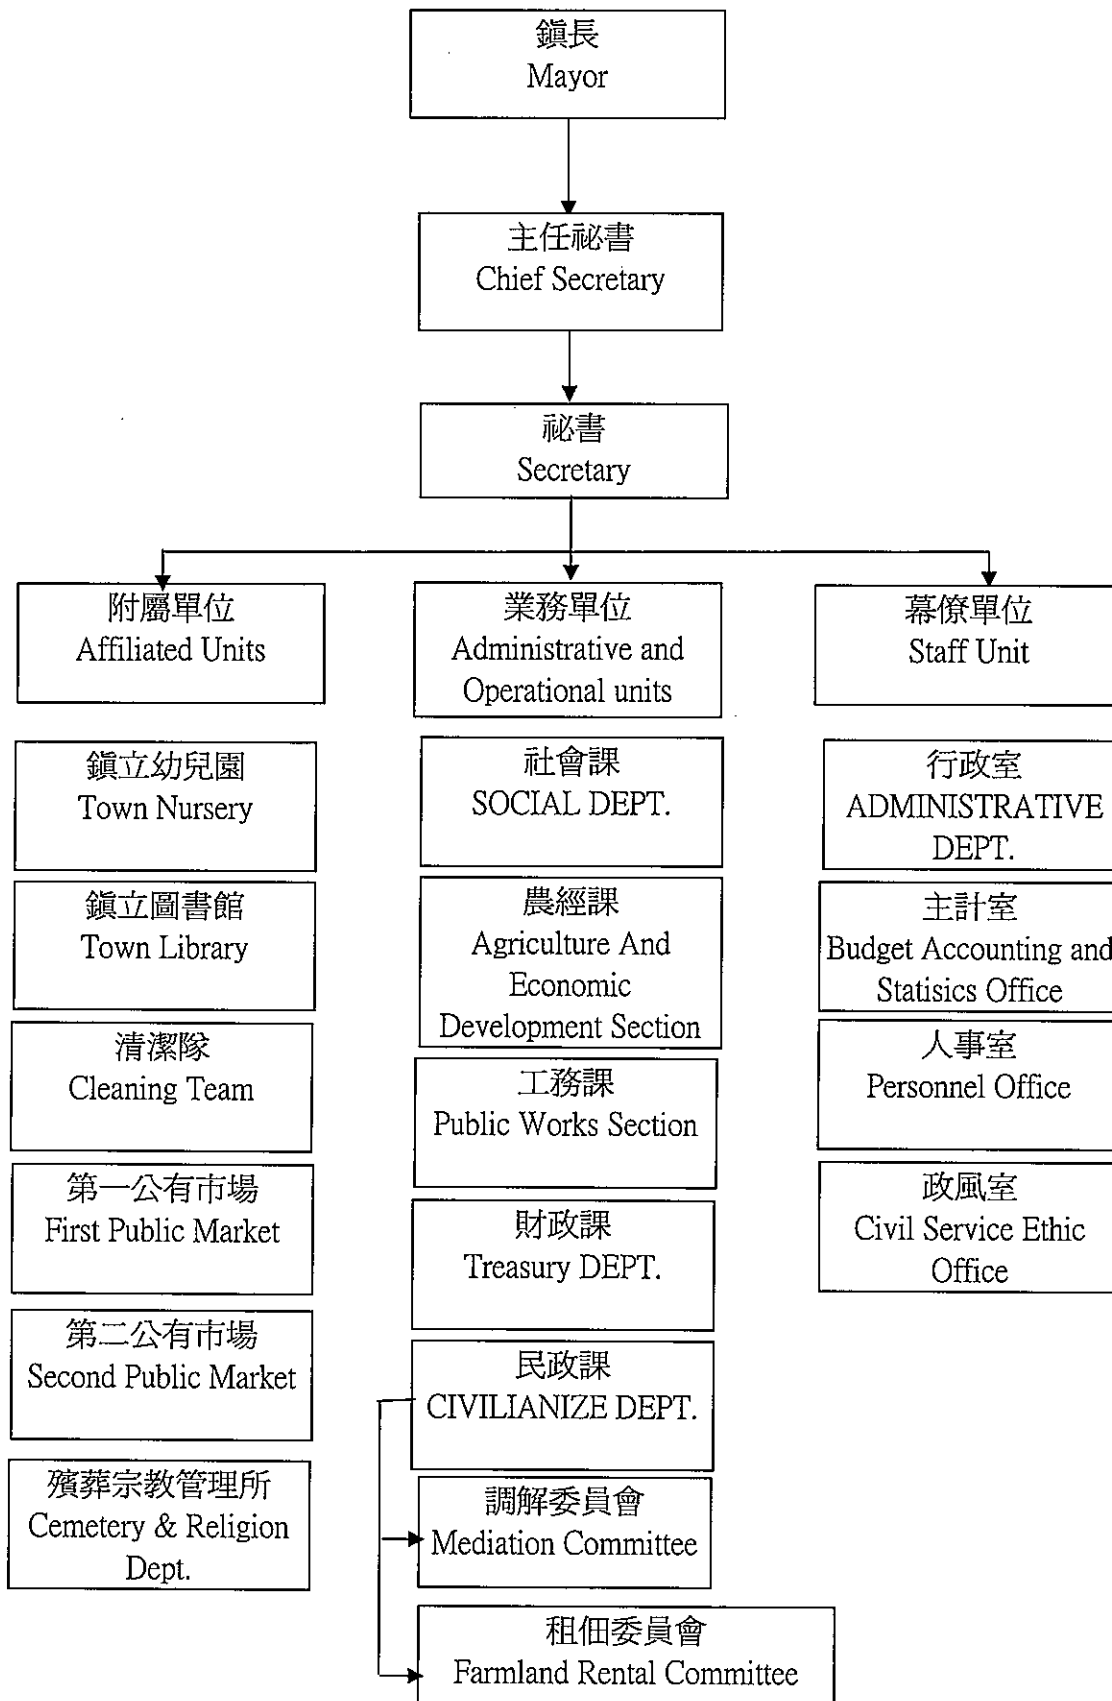 鎮長
Mayor
主任祕書
Chief Secretary
祕書
Secretary
附屬單位
Affiliated Units
鎮立幼兒園
Town Nursery
鎮立圖書館
Town Library
清潔隊
Cleaning Team
第一公有市場
First Public Market
第二公有市場
Second Public Market
殯葬宗教管理所
Cemetery & Religion
Dept.
業務單位
Administrative and
Operational units
社會課
SOCIAL DEPT.
農經課
Agriculture And
Economic
Development Section
工務課
Public Works Section
財政課
Treasury DEPT.
民政課
CIVILIANIZE DEPT.
調解委員會
Mediation Committee
租佃委員會
Farmland Rental Committee
幕僚單位
Staff Unit
行政室
ADMINISTRATIVE
DEPT.
主計室
Budget Accounting and
Statisics Office
人事室
Personnel Office
政風室
Civil Service Ethic
Office